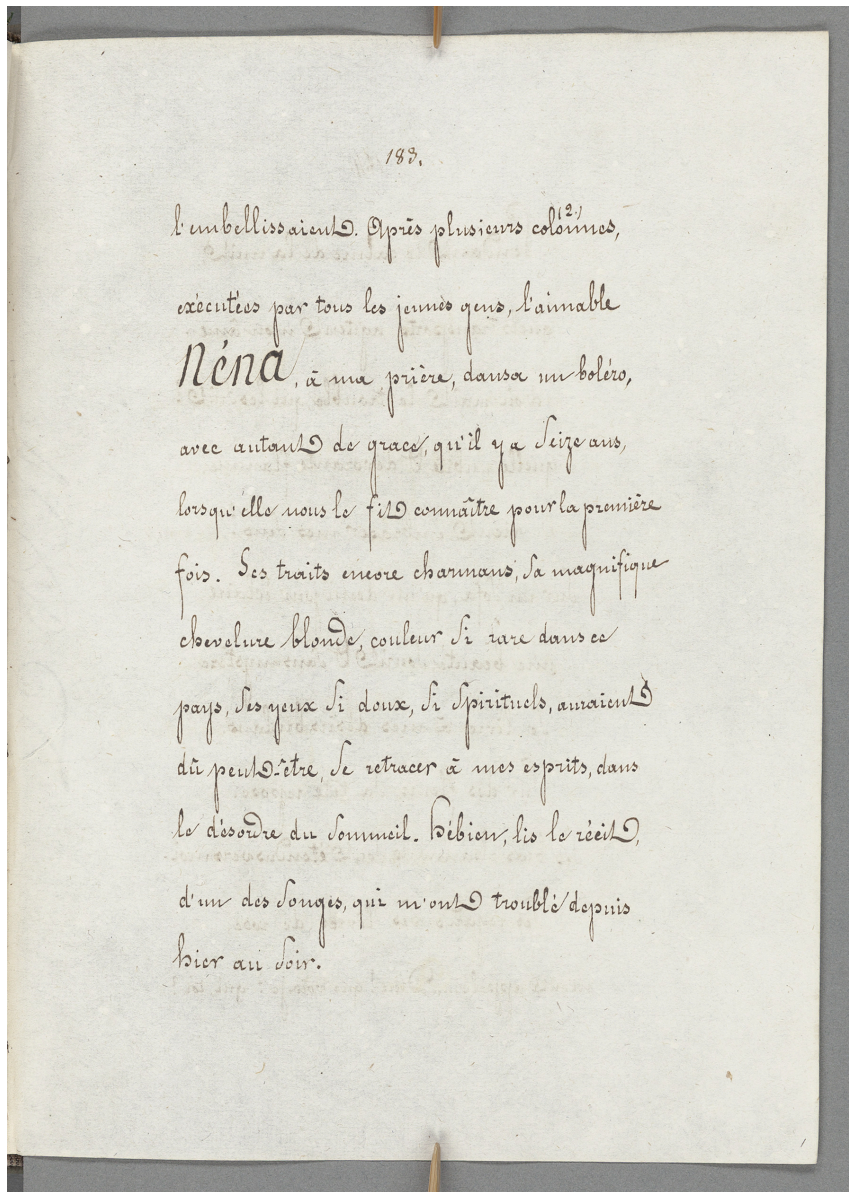 183.
l'embellissaient. Après plusieurs colonnes, (2.)
exécutées par tous les jeunes gens, l'aimable
Néna, à ma prière, dansa un boléro,
avec autant de grace, qu'il y a Seize ans,
lorsqu'elle nous le fit connaître pour la première
fois. Ses traits encore charmans, Sa magnifique
chevelure blonde, couleur Si rare dans ce
pays, Ses yeux Si doux, Si Spirituels, auraient
dû peut-être, Se retracer à mes esprits, dans
le désordre du Sommeil. hébien, lis le récit,
d'un des Songes, qui m'ont troublé depuis
hier au Soir.